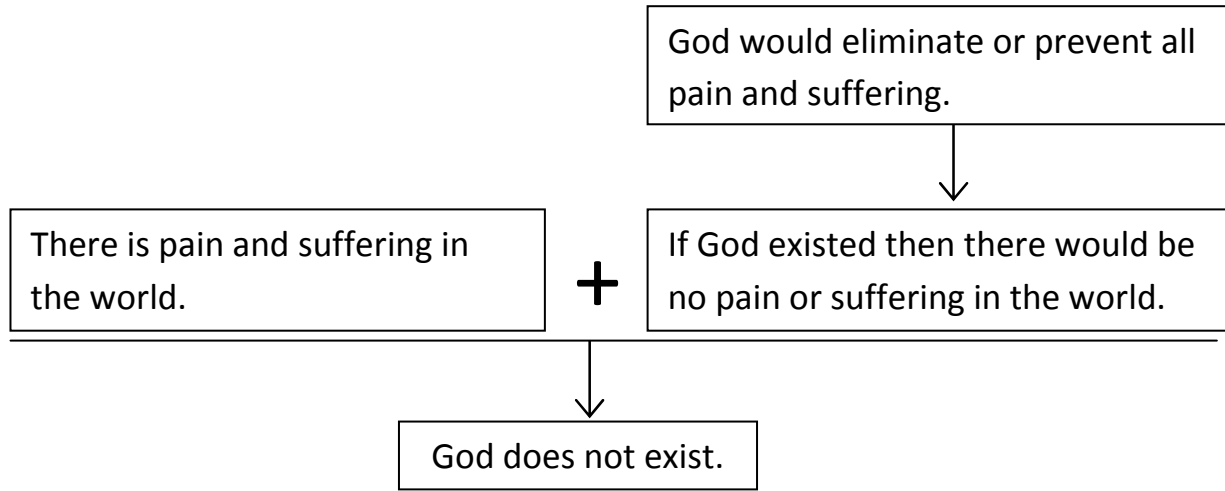 God would eliminate or prevent all
pain and suffering.
There is pain and suffering in
the world.
+
If God existed then there would be
no pain or suffering in the world.
God does not exist.